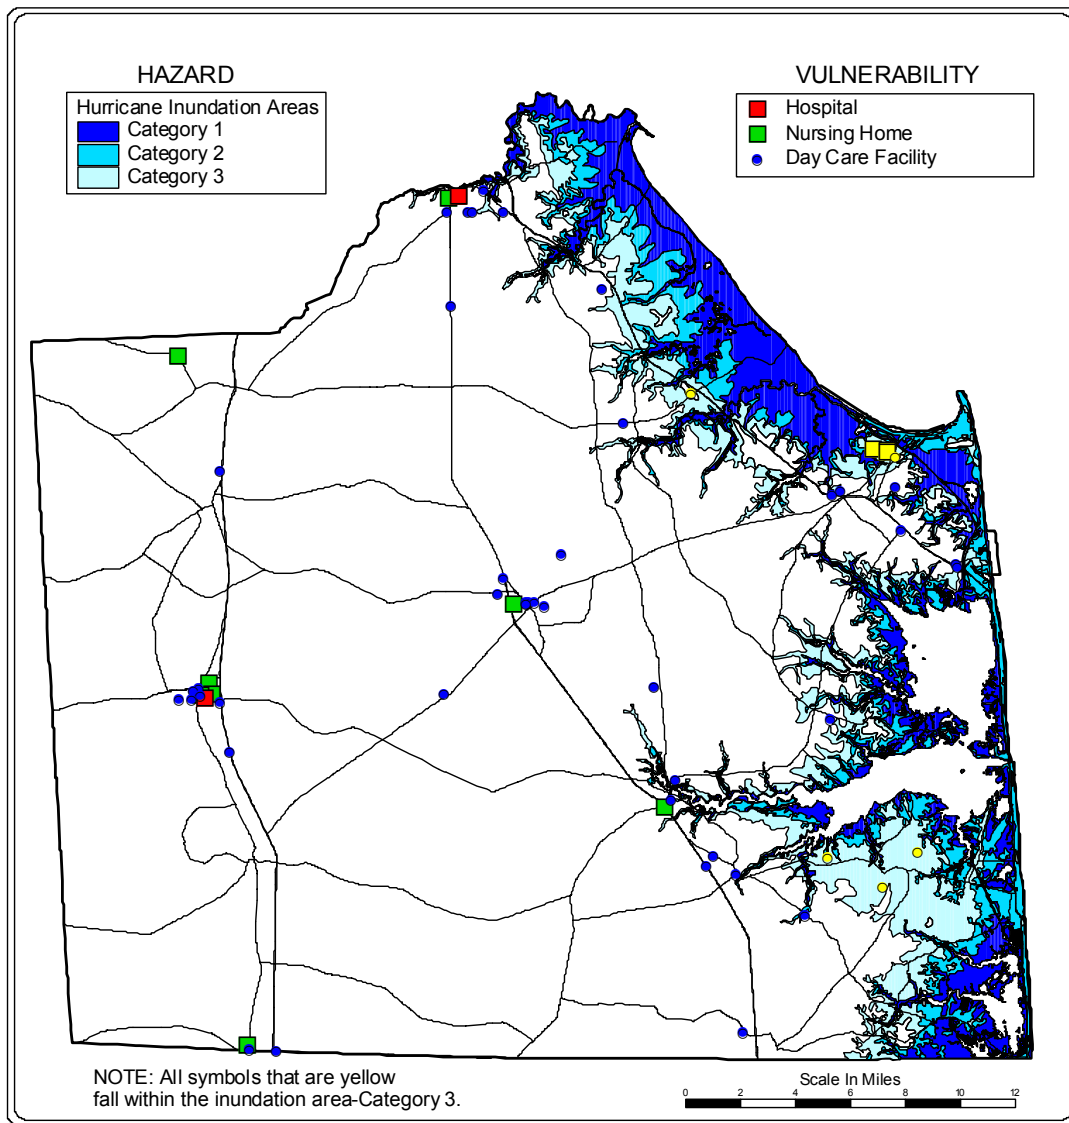 HAZARD
Hurricane Inundation Areas
Category 1
Category 2
Category 3
VULNERABILITY
Hospital
Nursing Home
Day Care Facility
NOTE: All symbols that are yellow
fall within the inundation area-Category 3.
Scale In Miles
0 2 4 6 8 10 12